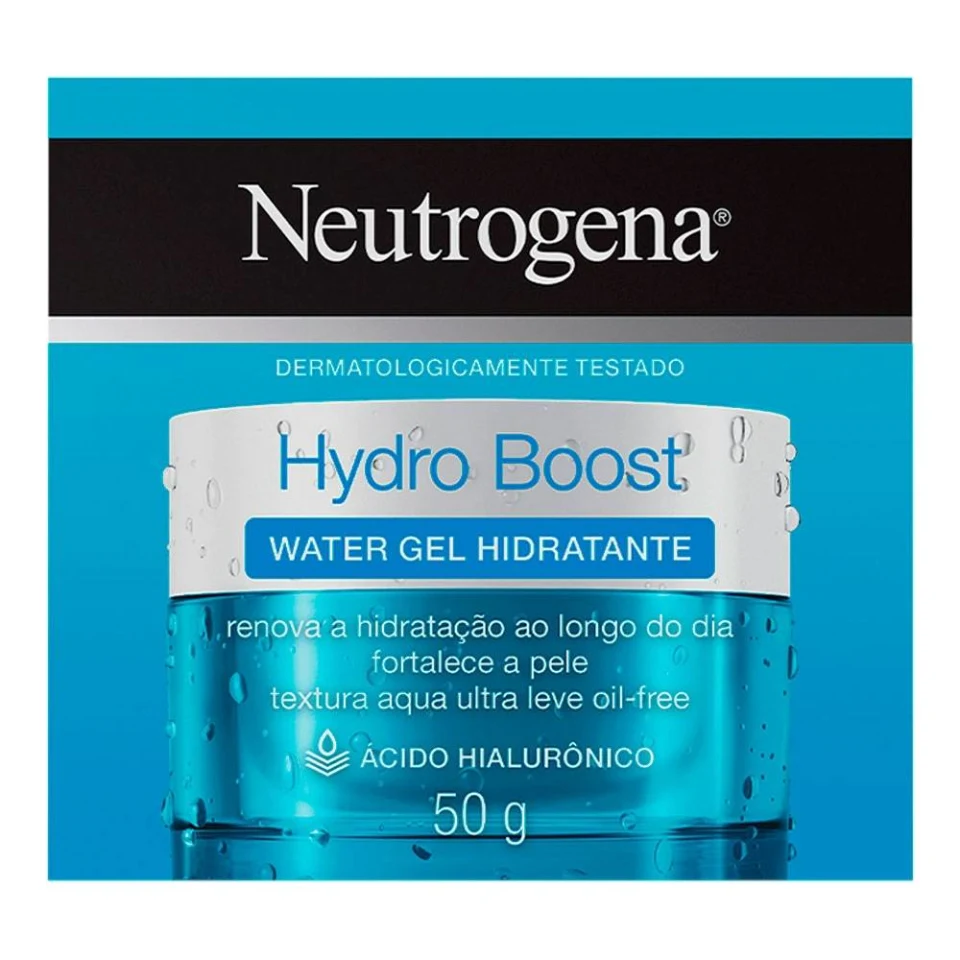 Neutrogena®
DERMATOLOGICAMENTE TESTADO
Hydro Boost
WATER GEL HIDRATANTE
renova a hidratação ao longo do dia
fortalece a pele
textura aqua ultra leve oil-free
ÁCIDO HIALURÔNICO
50 g